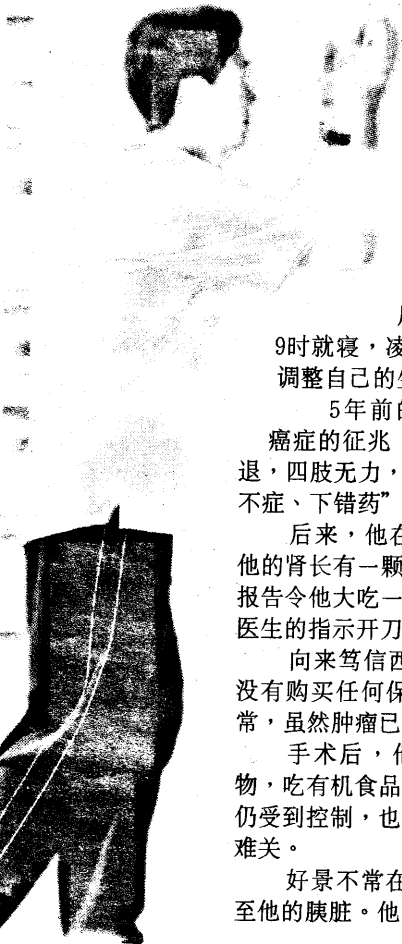 9时就寝，凌
调整自己的生
5年前的
癌症的征兆
退，四肢无力，
不症、下错药”
后来，他在
他的肾长有一颗
报告令他大吃一
医生的指示开刀
向来笃信西
没有购买任何保
常，虽然肿瘤已
手术后，他
物，吃有机食品
仍受到控制，也
难关。
好景不常在
至他的胰脏。他